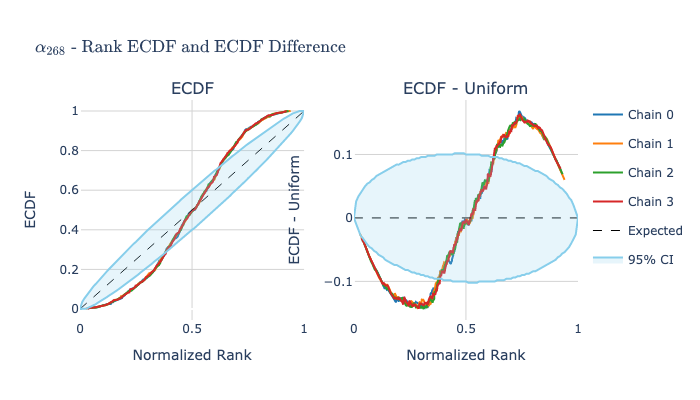 α268 - Rank ECDF and ECDF Difference
ECDF
ECDF - Uniform
ECDF
1
0.8
0.6
0.4
0.2
0
0
0.5
1
Normalized Rank
ECDF - Uniform
0.1
0
−0.1
0
0.5
1
Normalized Rank
Chain 0
Chain 1
Chain 2
Chain 3
Expected
95% CI